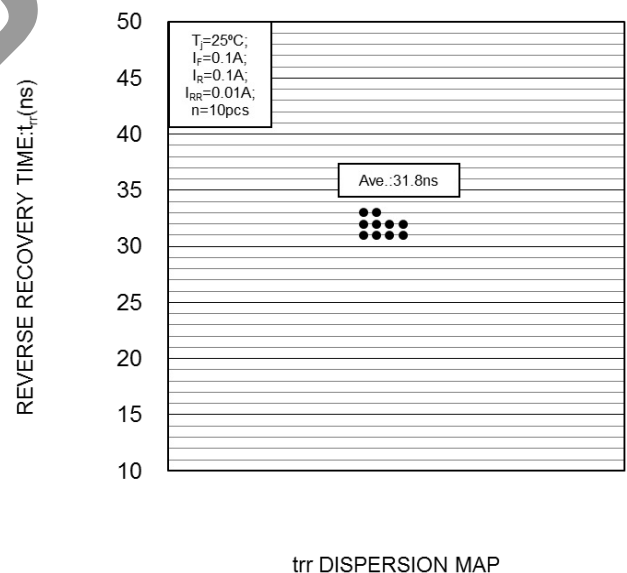 50
45
40
35
30
25
20
15
10
REVERSE RECOVERY TIME:trr(ns)
Tj=25ºC;
IF=0.1A;
IR=0.1A;
IRR=0.01A;
n=10pcs
Ave.:31.8ns
trr DISPERSION MAP